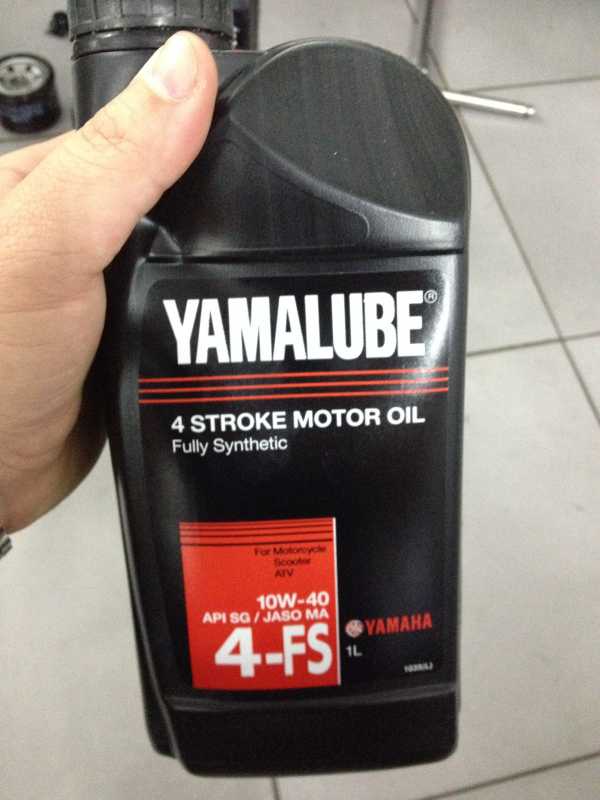 YAMALUBE®
4 STROKE MOTOR OIL
Fully Synthetic
For Motorcycle
Scooter
ATV
10W-40
API SG / JASO MA
4-FS
YAMAHA
1L